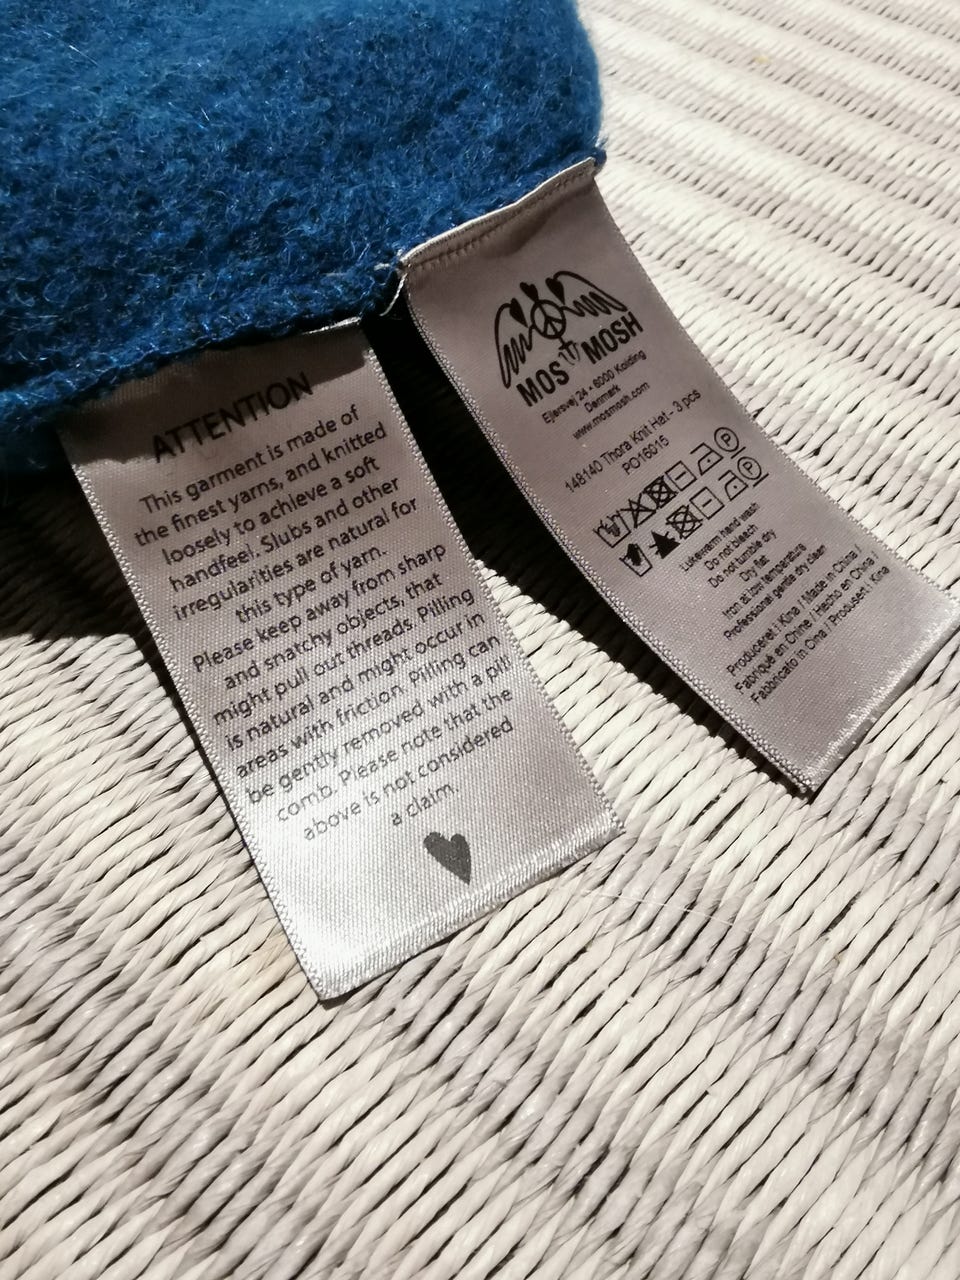 ATTENTION
This garment is made of
the finest yarns, and knitted
loosely to achieve a soft
handfeel. Slubs and other
irregularities are natural for
this type of yarn.
Please keep away from sharp
and snatchy objects, that
might pull out threads. Pilling
is natural and might occur in
areas with friction. Pilling can
be gently removed with a pill
comb. Please note that the
above is not considered
a claim.
MOS MOSH
Ejlersvej 24 - 6000 Kolding
Denmark
www.mosmosh.com
148140 Thora Knit Hat - 3 pcs
PO16015
P
P
Lukewarm hand wash
Do not bleach
Do not tumble dry
Dry flat
Iron at low temperature
Professional gentle dry clean
Produceret i Kina / Made in China /
Fabriqué en Chine / Hecho en China /
Fabbricato in China / Produsert i Kina